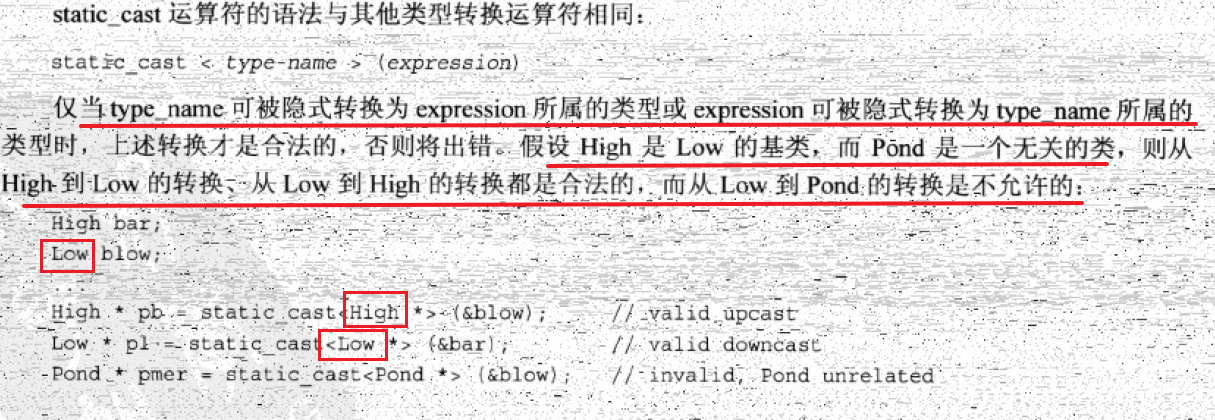 static_cast 运算符的语法与其他类型转换运算符相同：
static_cast < type-name > (expression)
仅当 type_name 可被隐式转换为 expression 所属的类型或 expression 可被隐式转换为 type_name 所属的
类型时，上述转换才是合法的，否则将出错。假设 High 是 Low 的基类，而 Pond 是一个无关的类，则从
High 到 Low 的转换、从 Low 到 High 的转换都是合法的，而从 Low 到 Pond 的转换是不允许的：
High bar;
Low blow;
...
High * pb = static_cast<High *> (&blow); // valid upcast
Low * pl = static_cast<Low *> (&bar); // valid downcast
Pond * pmer = static_cast<Pond *> (&blow); // invalid, Pond unrelated